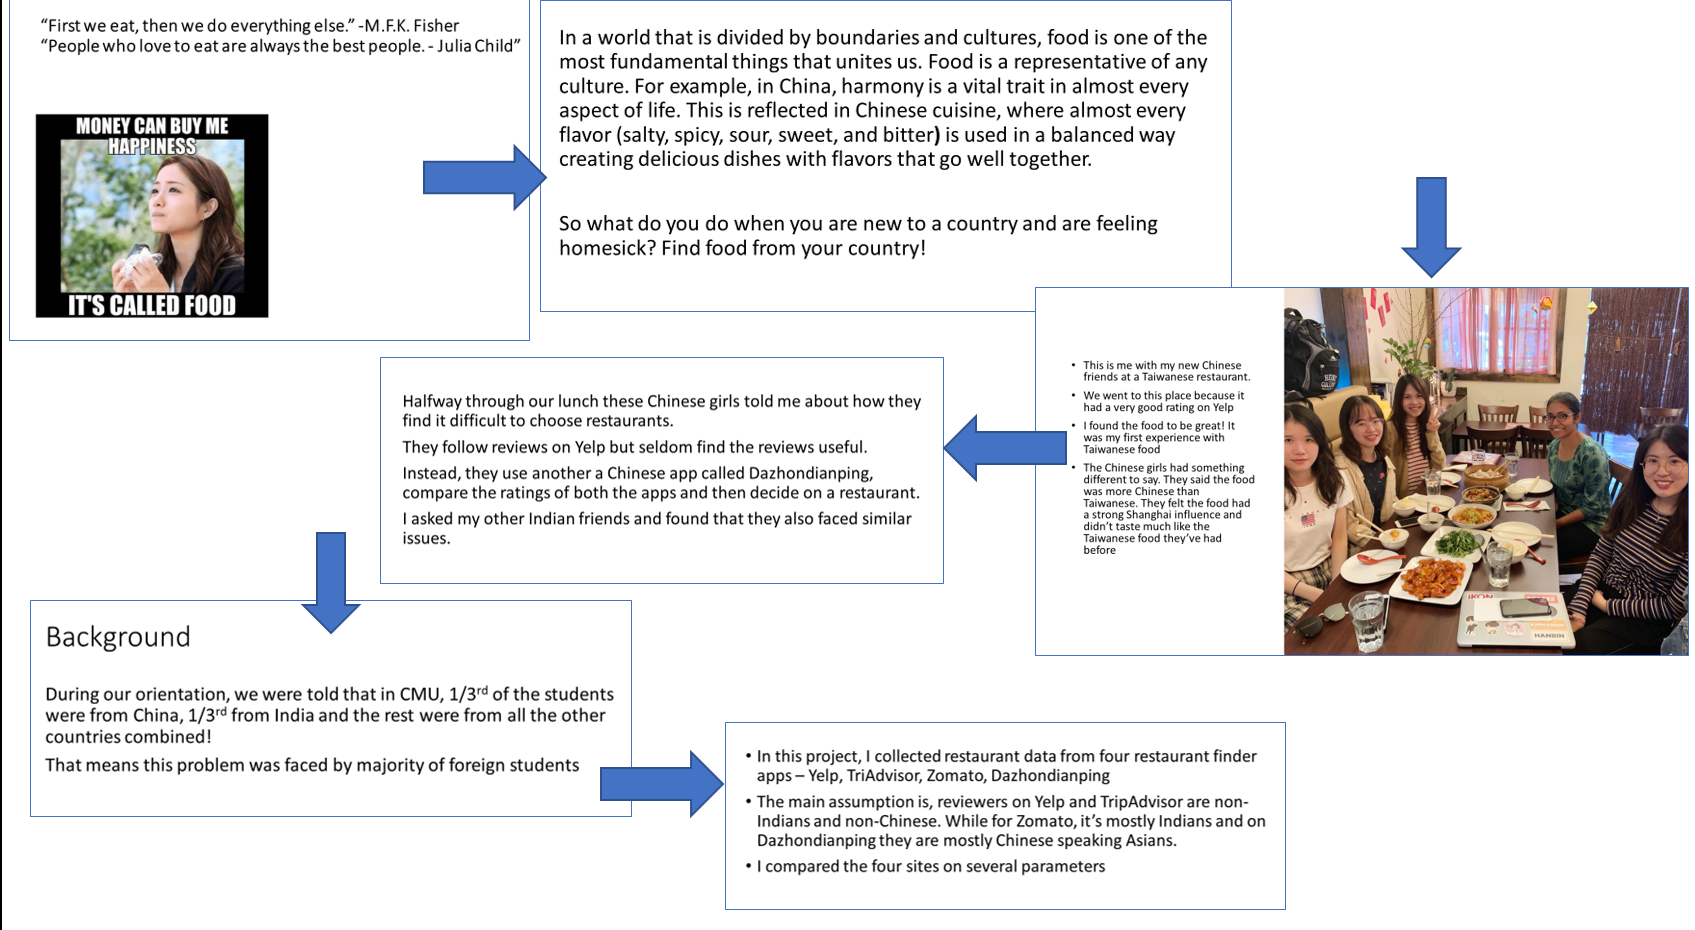 “First we eat, then we do everything else.” -M.F.K. Fisher
“People who love to eat are always the best people. - Julia Child”
MONEY CAN BUY ME
HAPPINESS
IT'S CALLED FOOD
In a world that is divided by boundaries and cultures, food is one of the
most fundamental things that unites us. Food is a representative of any
culture. For example, in China, harmony is a vital trait in almost every
aspect of life. This is reflected in Chinese cuisine, where almost every
flavor (salty, spicy, sour, sweet, and bitter) is used in a balanced way
creating delicious dishes with flavors that go well together.
So what do you do when you are new to a country and are feeling
homesick? Find food from your country!
• This is me with my new Chinese
friends at a Taiwanese restaurant.
• We went to this place because it
had a very good rating on Yelp
• I found the food to be great! It
was my first experience with
Taiwanese food
• The Chinese girls had something
different to say. They said the food
was more Chinese than
Taiwanese. They felt the food had
a strong Shanghai influence and
didn’t taste much like the
Taiwanese food they’ve had
before
iKON
HANBIN
Halfway through our lunch these Chinese girls told me about how they
find it difficult to choose restaurants.
They follow reviews on Yelp but seldom find the reviews useful.
Instead, they use another a Chinese app called Dazhondianping,
compare the ratings of both the apps and then decide on a restaurant.
I asked my other Indian friends and found that they also faced similar
issues.
Background
During our orientation, we were told that in CMU, 1/3rd of the students
were from China, 1/3rd from India and the rest were from all the other
countries combined!
That means this problem was faced by majority of foreign students
• In this project, I collected restaurant data from four restaurant finder
apps – Yelp, TriAdvisor, Zomato, Dazhondianping
• The main assumption is, reviewers on Yelp and TripAdvisor are non-
Indians and non-Chinese. While for Zomato, it’s mostly Indians and on
Dazhondianping they are mostly Chinese speaking Asians.
• I compared the four sites on several parameters